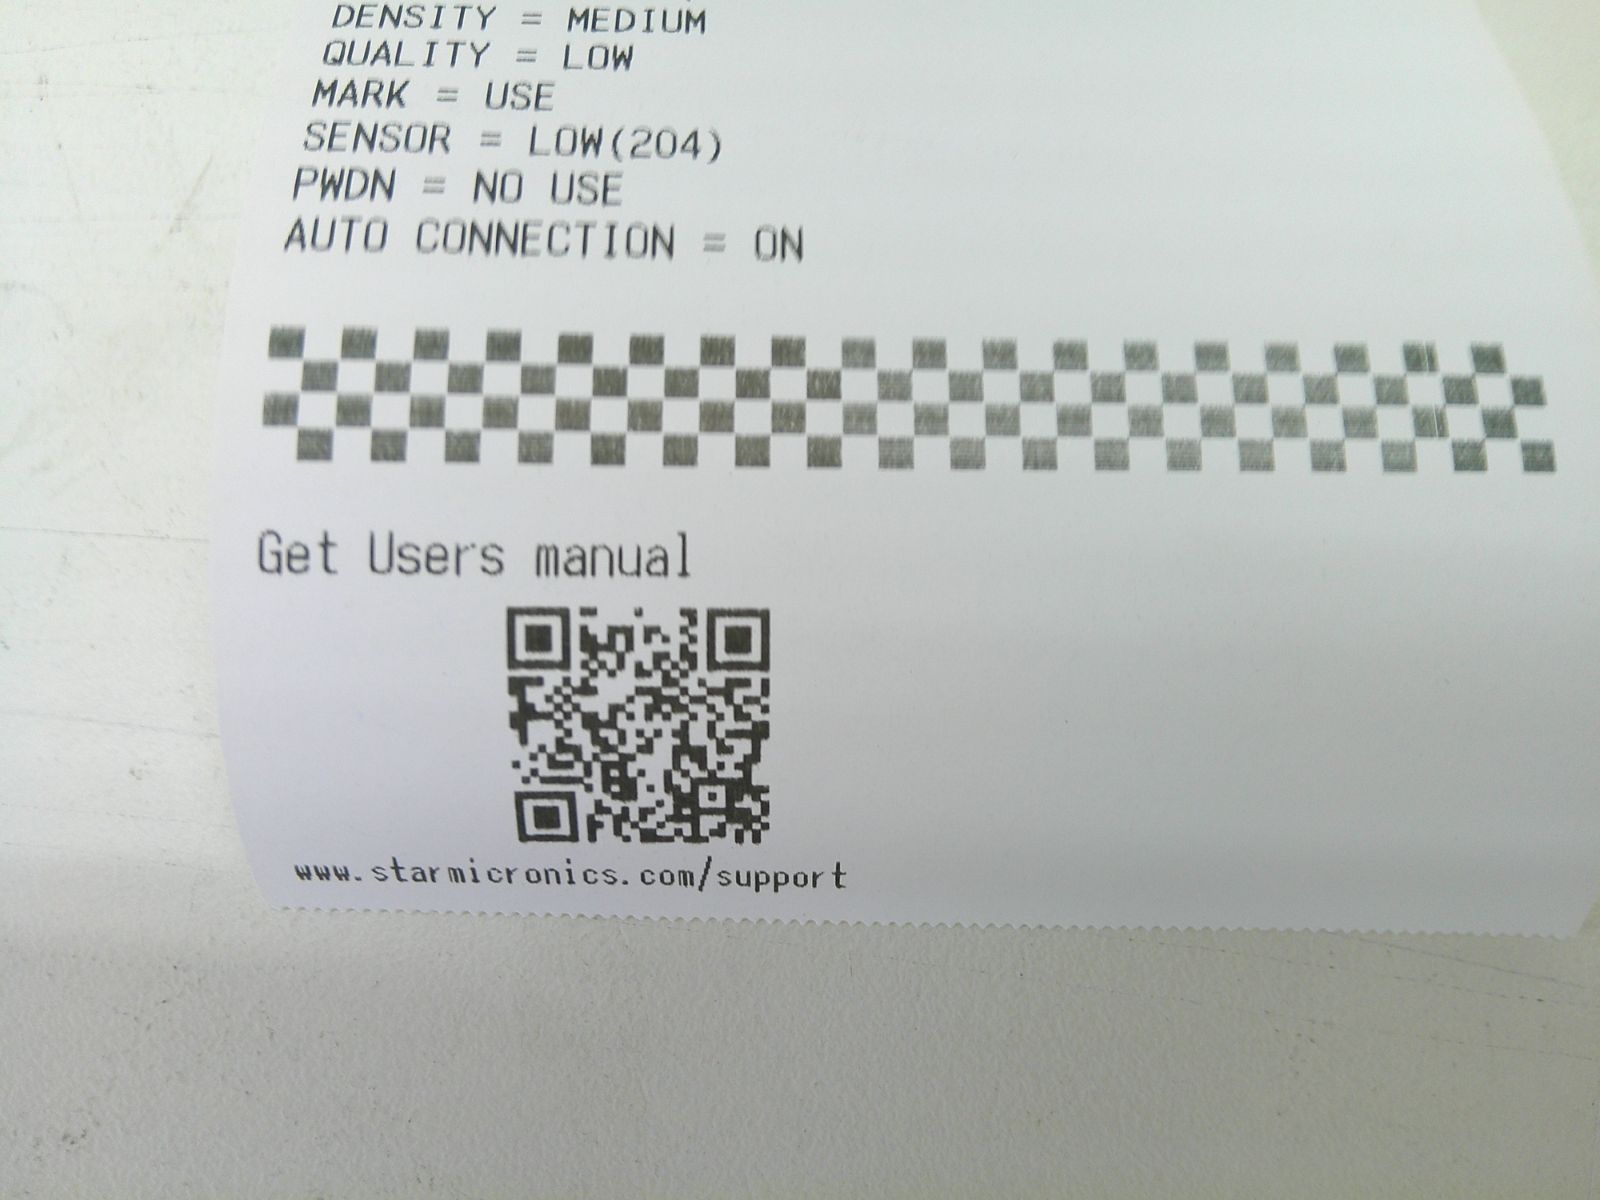 DENSITY = MEDIUM
QUALITY = LOW
MARK = USE
SENSOR = LOW(204)
PWDN = NO USE
AUTO CONNECTION = ON
Get Users manual
www.starmicronics.com/support